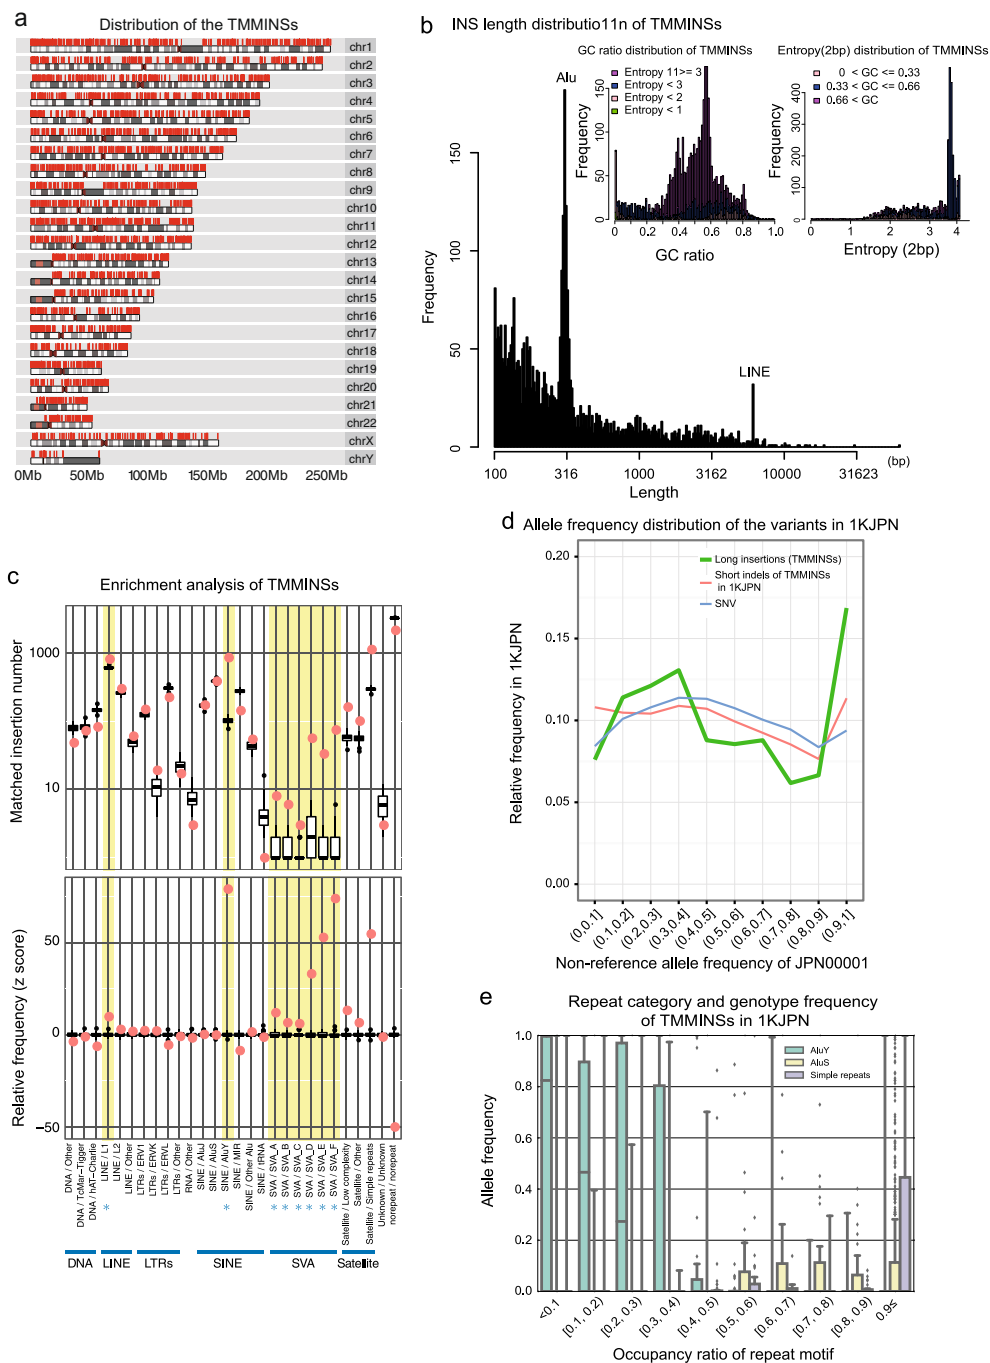 a
Distribution of the TMMINSs
chr1
chr2
chr3
chr4
chr5
chr6
chr7
chr8
chr9
chr10
chr11
chr12
chr13
chr14
chr15
chr16
chr17
chr18
chr19
chr20
chr21
chr22
chrX
chrY
0Mb 50Mb 100Mb 150Mb 200Mb 250Mb
b INS length distributio11n of TMMINSs
GC ratio distribution of TMMINSs
Entropy 11>= 3
Entropy < 3
Entropy < 2
Entropy < 1
Frequency
0 50 100 150
0 0.2 0.4 0.6 0.8 1.0
GC ratio
Entropy(2bp) distribution of TMMINSs
0 < GC <= 0.33
0.33 < GC <= 0.66
0.66 < GC
Frequency
0 100 200 300 400
0 1 2 3 4
Entropy (2bp)
Alu
LINE
Frequency
0 50 100 150
100 316 1000 3162 10000 31623 (bp)
Length
c
Enrichment analysis of TMMINSs
Matched insertion number
1000
10
Relative frequency (z score)
50
0
−50
DNA / Other
DNA / TcMar−Tigger
DNA / hAT−Charlie
LINE / L1
LINE / L2
LINE / Other
LTRs / ERV1
LTRs / ERVK
LTRs / ERVL
LTRs / Other
RNA / Other
SINE / AluJ
SINE / AluS
SINE / AluY
SINE / MIR
SINE / Other Alu
SINE / tRNA
SVA / SVA_A
SVA / SVA_B
SVA / SVA_C
SVA / SVA_D
SVA / SVA_E
SVA / SVA_F
Satellite / Low complexity
Satellite / Other
Satellite / Simple repeats
Unknown / Unknown
norepeat / norepeat
* * * * * * * *
DNA LINE LTRs SINE SVA Satellite
d Allele frequency distribution of the variants in 1KJPN
Long insertions (TMMINSs)
Short indels of TMMINSs
in 1KJPN
SNV
Relative frequency in 1KJPN
0.20
0.15
0.10
0.05
0.00
(0,0.1] (0.1,0.2] (0.2,0.3] (0.3,0.4] (0.4,0.5] (0.5,0.6] (0.6,0.7] (0.7,0.8] (0.8,0.9] (0.9,1]
Non-reference allele frequency of JPN00001
e Repeat category and genotype frequency
of TMMINSs in 1KJPN
AluY
AluS
Simple repeats
Allele frequency
1.0
0.8
0.6
0.4
0.2
0.0
<0.1 [0.1, 0.2) [0.2, 0.3) [0.3, 0.4) [0.4, 0.5) [0.5, 0.6) [0.6, 0.7) [0.7, 0.8) [0.8, 0.9) 0.9≤
Occupancy ratio of repeat motif